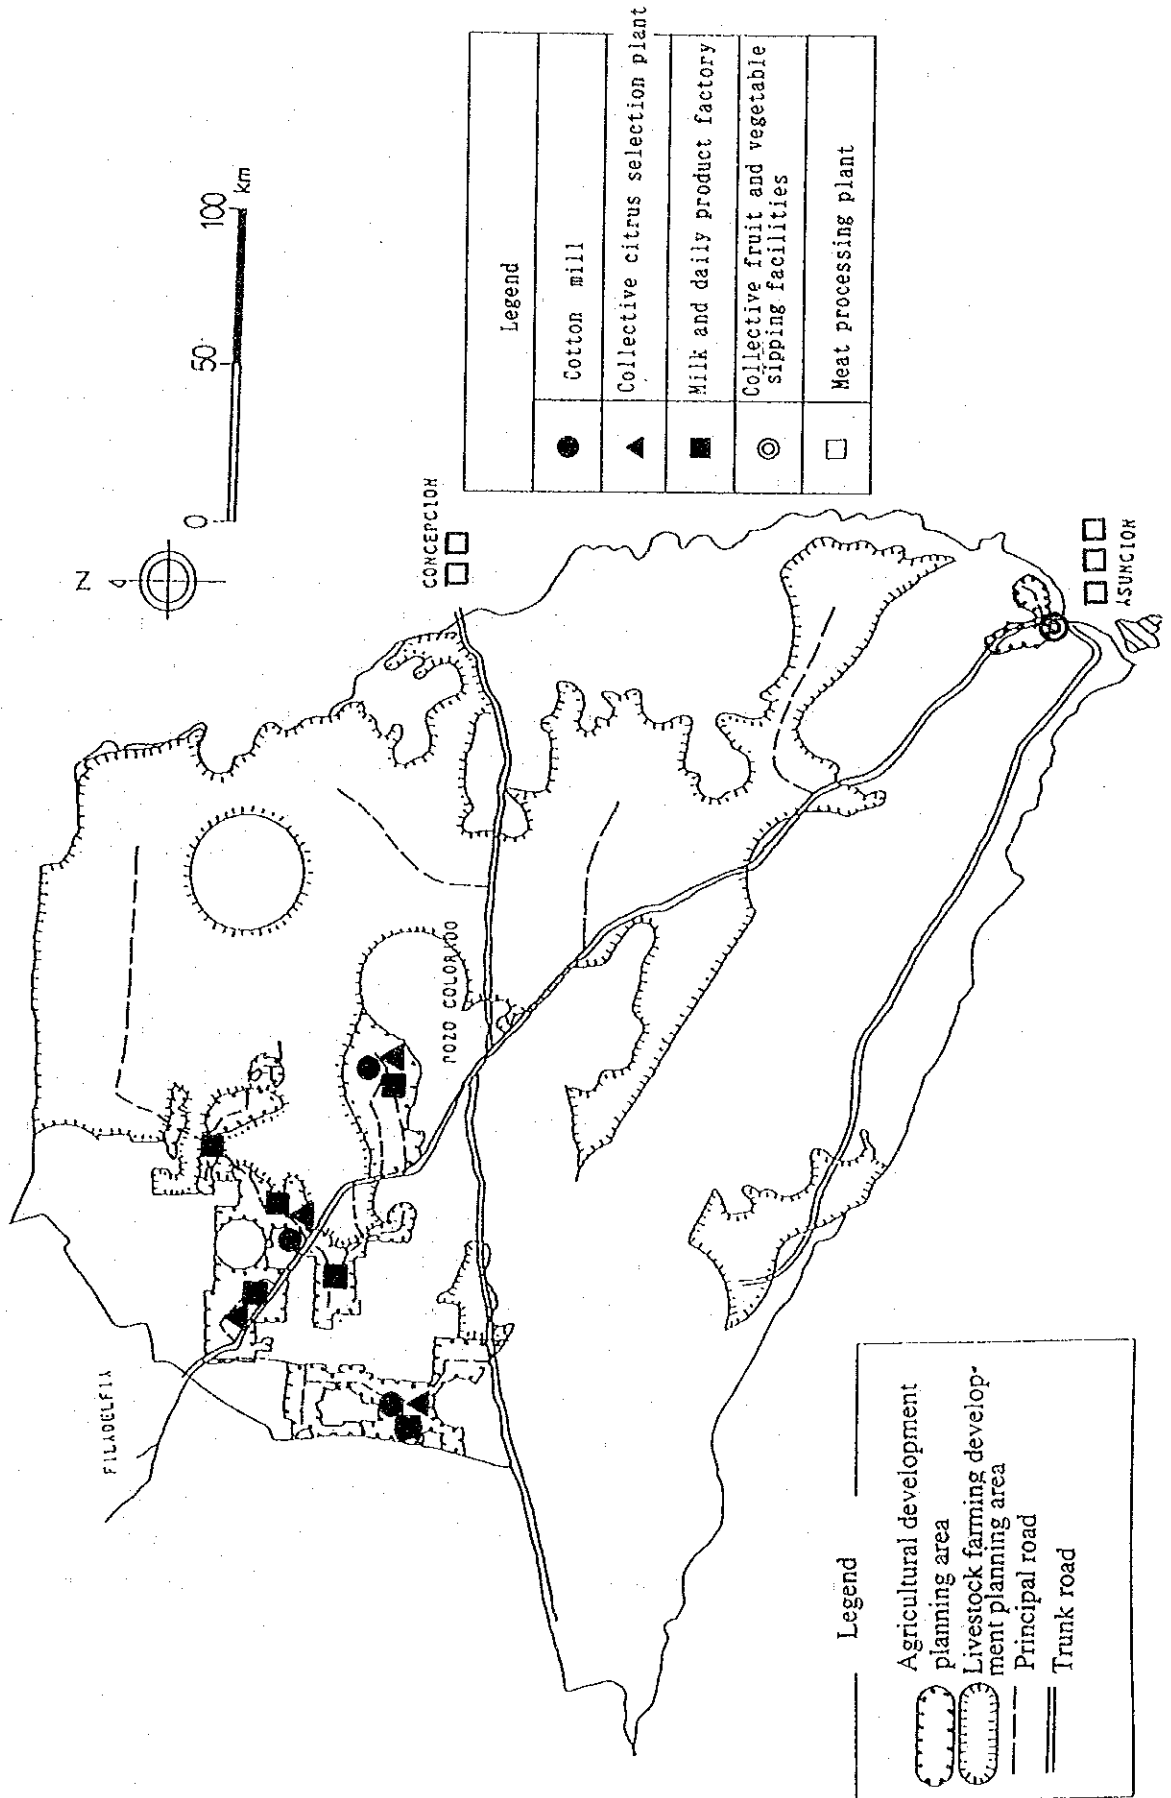 N
0 50 100
km
CONCEPCION
FILADELFIA
POZO COLORADO
ASUNCION
Legend
Cotton mill
Collective citrus selection plant
Milk and daily product factory
Collective fruit and vegetable
sipping facilities
Meat processing plant
Legend
Agricultural development
planning area
Livestock farming develop-
ment planning area
Principal road
Trunk road